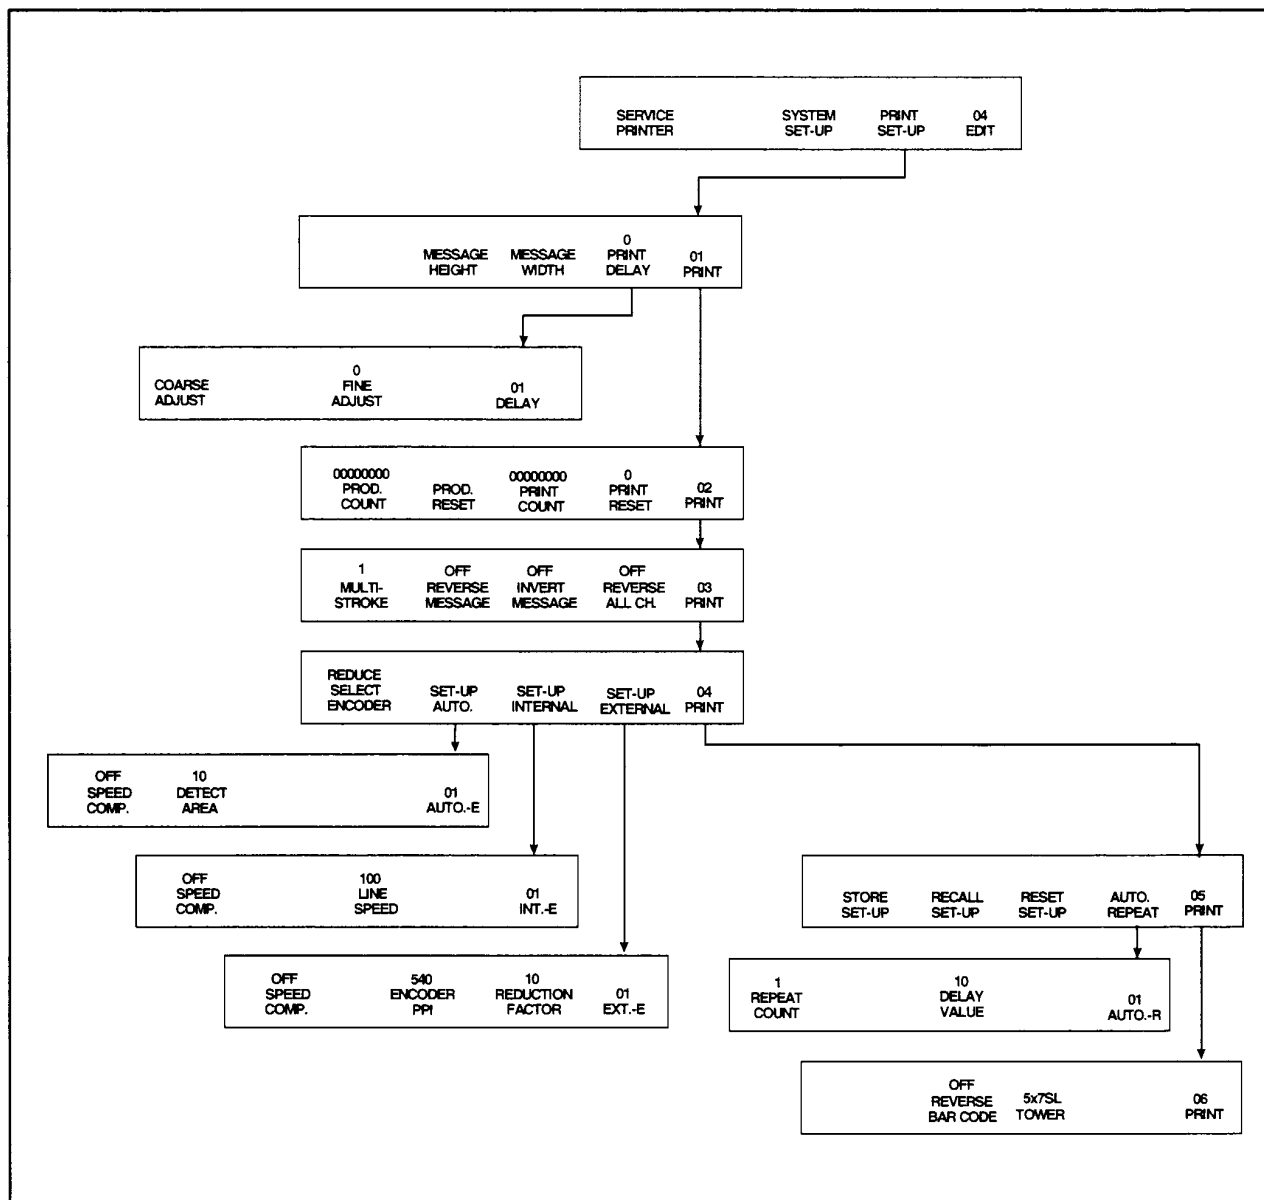 SERVICE PRINTER
SYSTEM SET-UP
PRINT SET-UP
04 EDIT
MESSAGE HEIGHT
MESSAGE WIDTH
0 PRINT DELAY
01 PRINT
COARSE ADJUST
0 FINE ADJUST
01 DELAY
00000000 PROD. COUNT
PROD. RESET
00000000 PRINT COUNT
0 PRINT RESET
02 PRINT
1 MULTI- STROKE
OFF REVERSE MESSAGE
OFF INVERT MESSAGE
OFF REVERSE ALL CH.
03 PRINT
REDUCE SELECT ENCODER
SET-UP AUTO.
SET-UP INTERNAL
SET-UP EXTERNAL
04 PRINT
OFF SPEED COMP.
10 DETECT AREA
01 AUTO.-E
OFF SPEED COMP.
100 LINE SPEED
01 INT.-E
OFF SPEED COMP.
540 ENCODER PPI
10 REDUCTION FACTOR
01 EXT.-E
STORE SET-UP
RECALL SET-UP
RESET SET-UP
AUTO. REPEAT
05 PRINT
1 REPEAT COUNT
10 DELAY VALUE
01 AUTO.-R
OFF REVERSE BAR CODE
5x7SL TOWER
06 PRINT